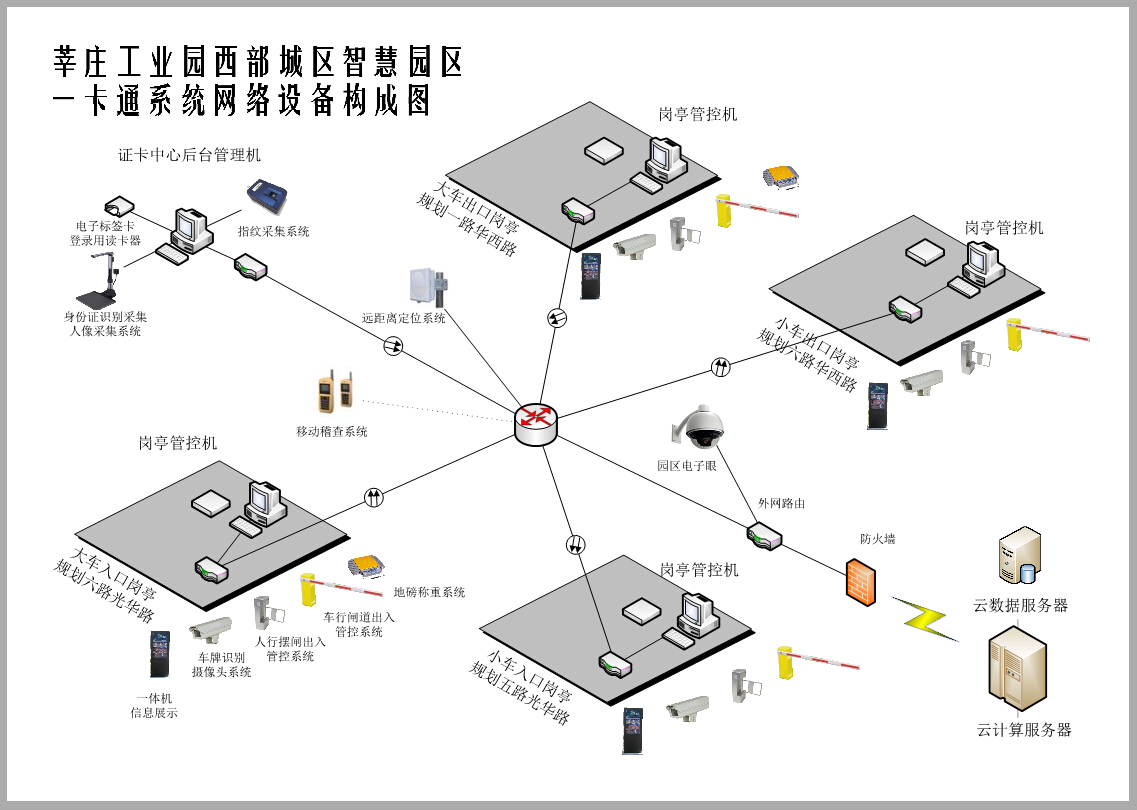 莘庄工业园西部城区智慧园区
一卡通系统网络设备构成图
证卡中心后台管理机
电子标签卡
登录用读卡器
指纹采集系统
身份证识别采集
人像采集系统
远距离定位系统
移动稽查系统
岗亭管控机
大车出口岗亭
规划一路华西路
岗亭管控机
小车出口岗亭
规划六路华西路
园区电子眼
外网路由
防火墙
云数据服务器
云计算服务器
岗亭管控机
大车入口岗亭
规划六路光华路
地磅称重系统
车行闸道出入
管控系统
人行摆闸出入
管控系统
车牌识别
摄像头系统
一体机
信息展示
岗亭管控机
小车入口岗亭
规划五路光华路